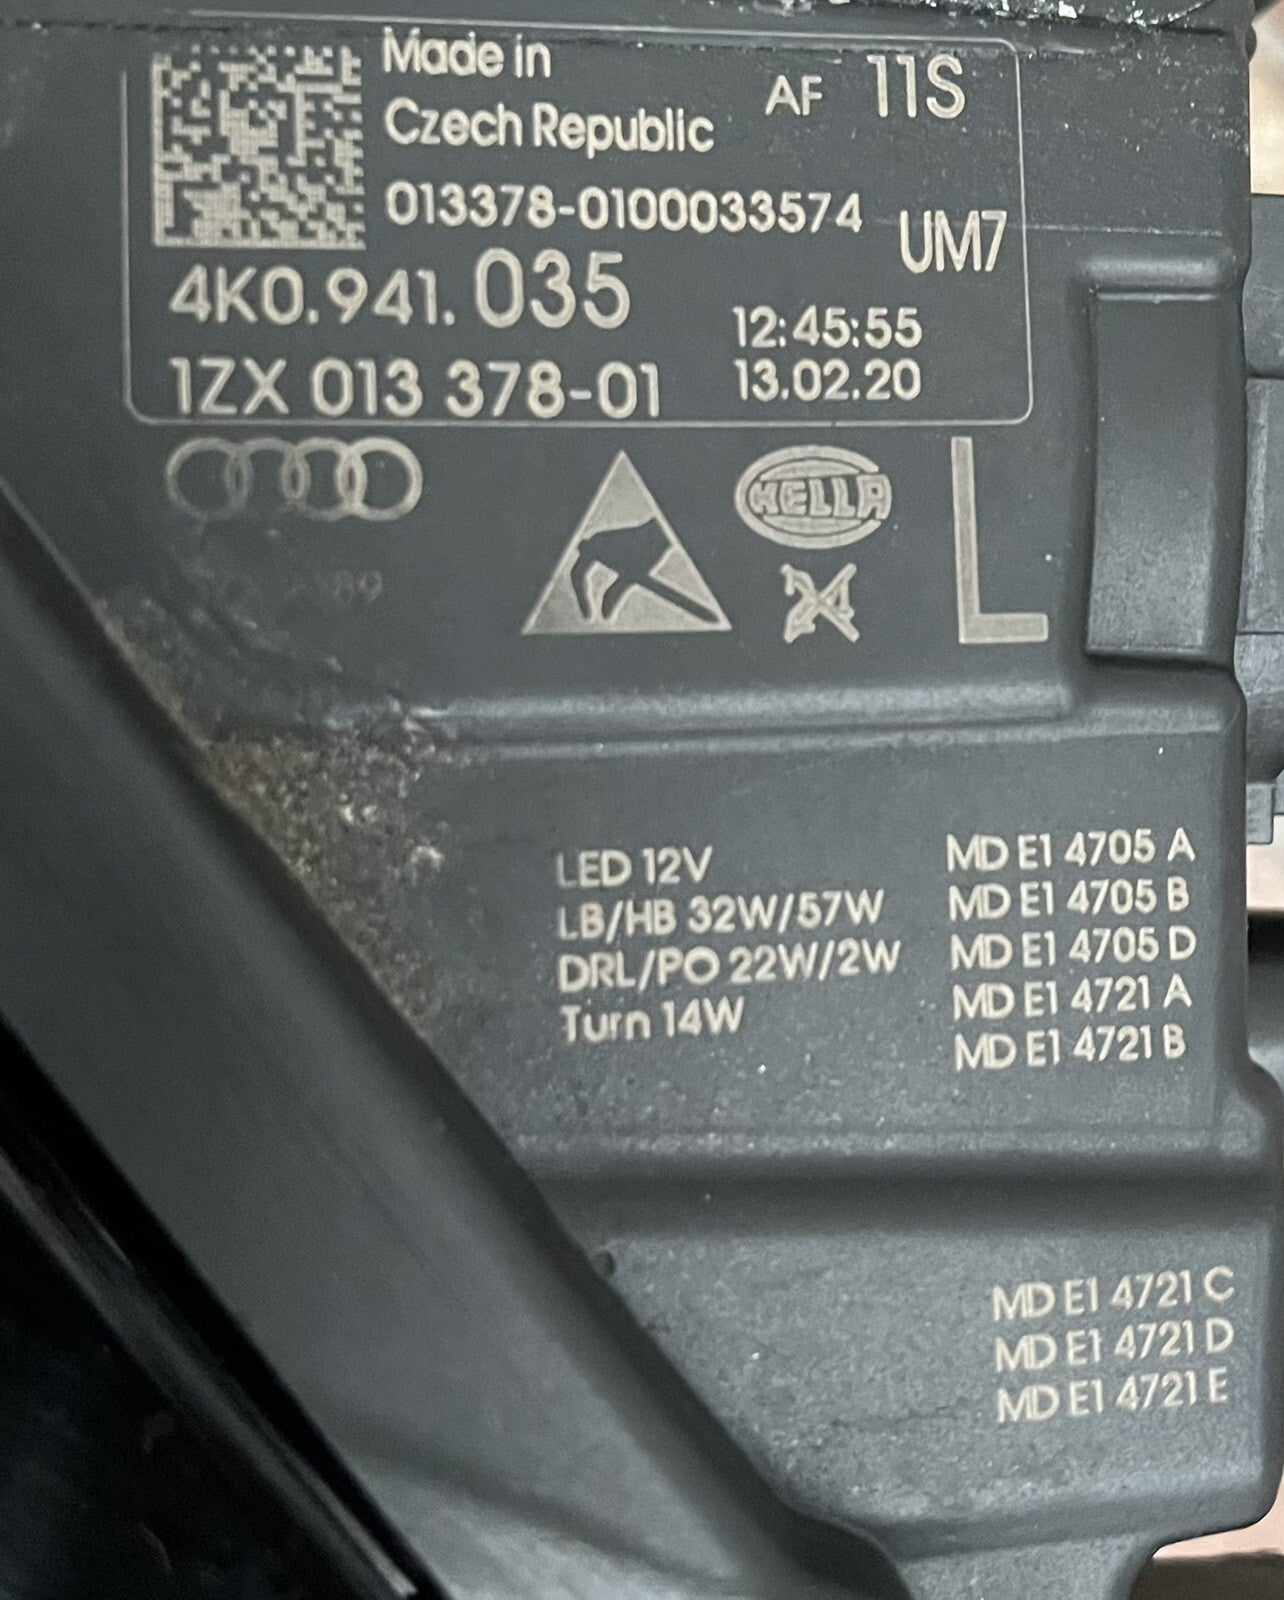 Made in
Czech Republic
AF 11S
013378-0100033574
UM7
4K0.941.035
12:45:55
1ZX 013 378-01
13.02.20
HELLA
L
LED 12V
LB/HB 32W/57W
DRL/PO 22W/2W
Turn 14W
MD E1 4705 A
MD E1 4705 B
MD E1 4705 D
MD E1 4721 A
MD E1 4721 B
MD E1 4721 C
MD E1 4721 D
MD E1 4721 E